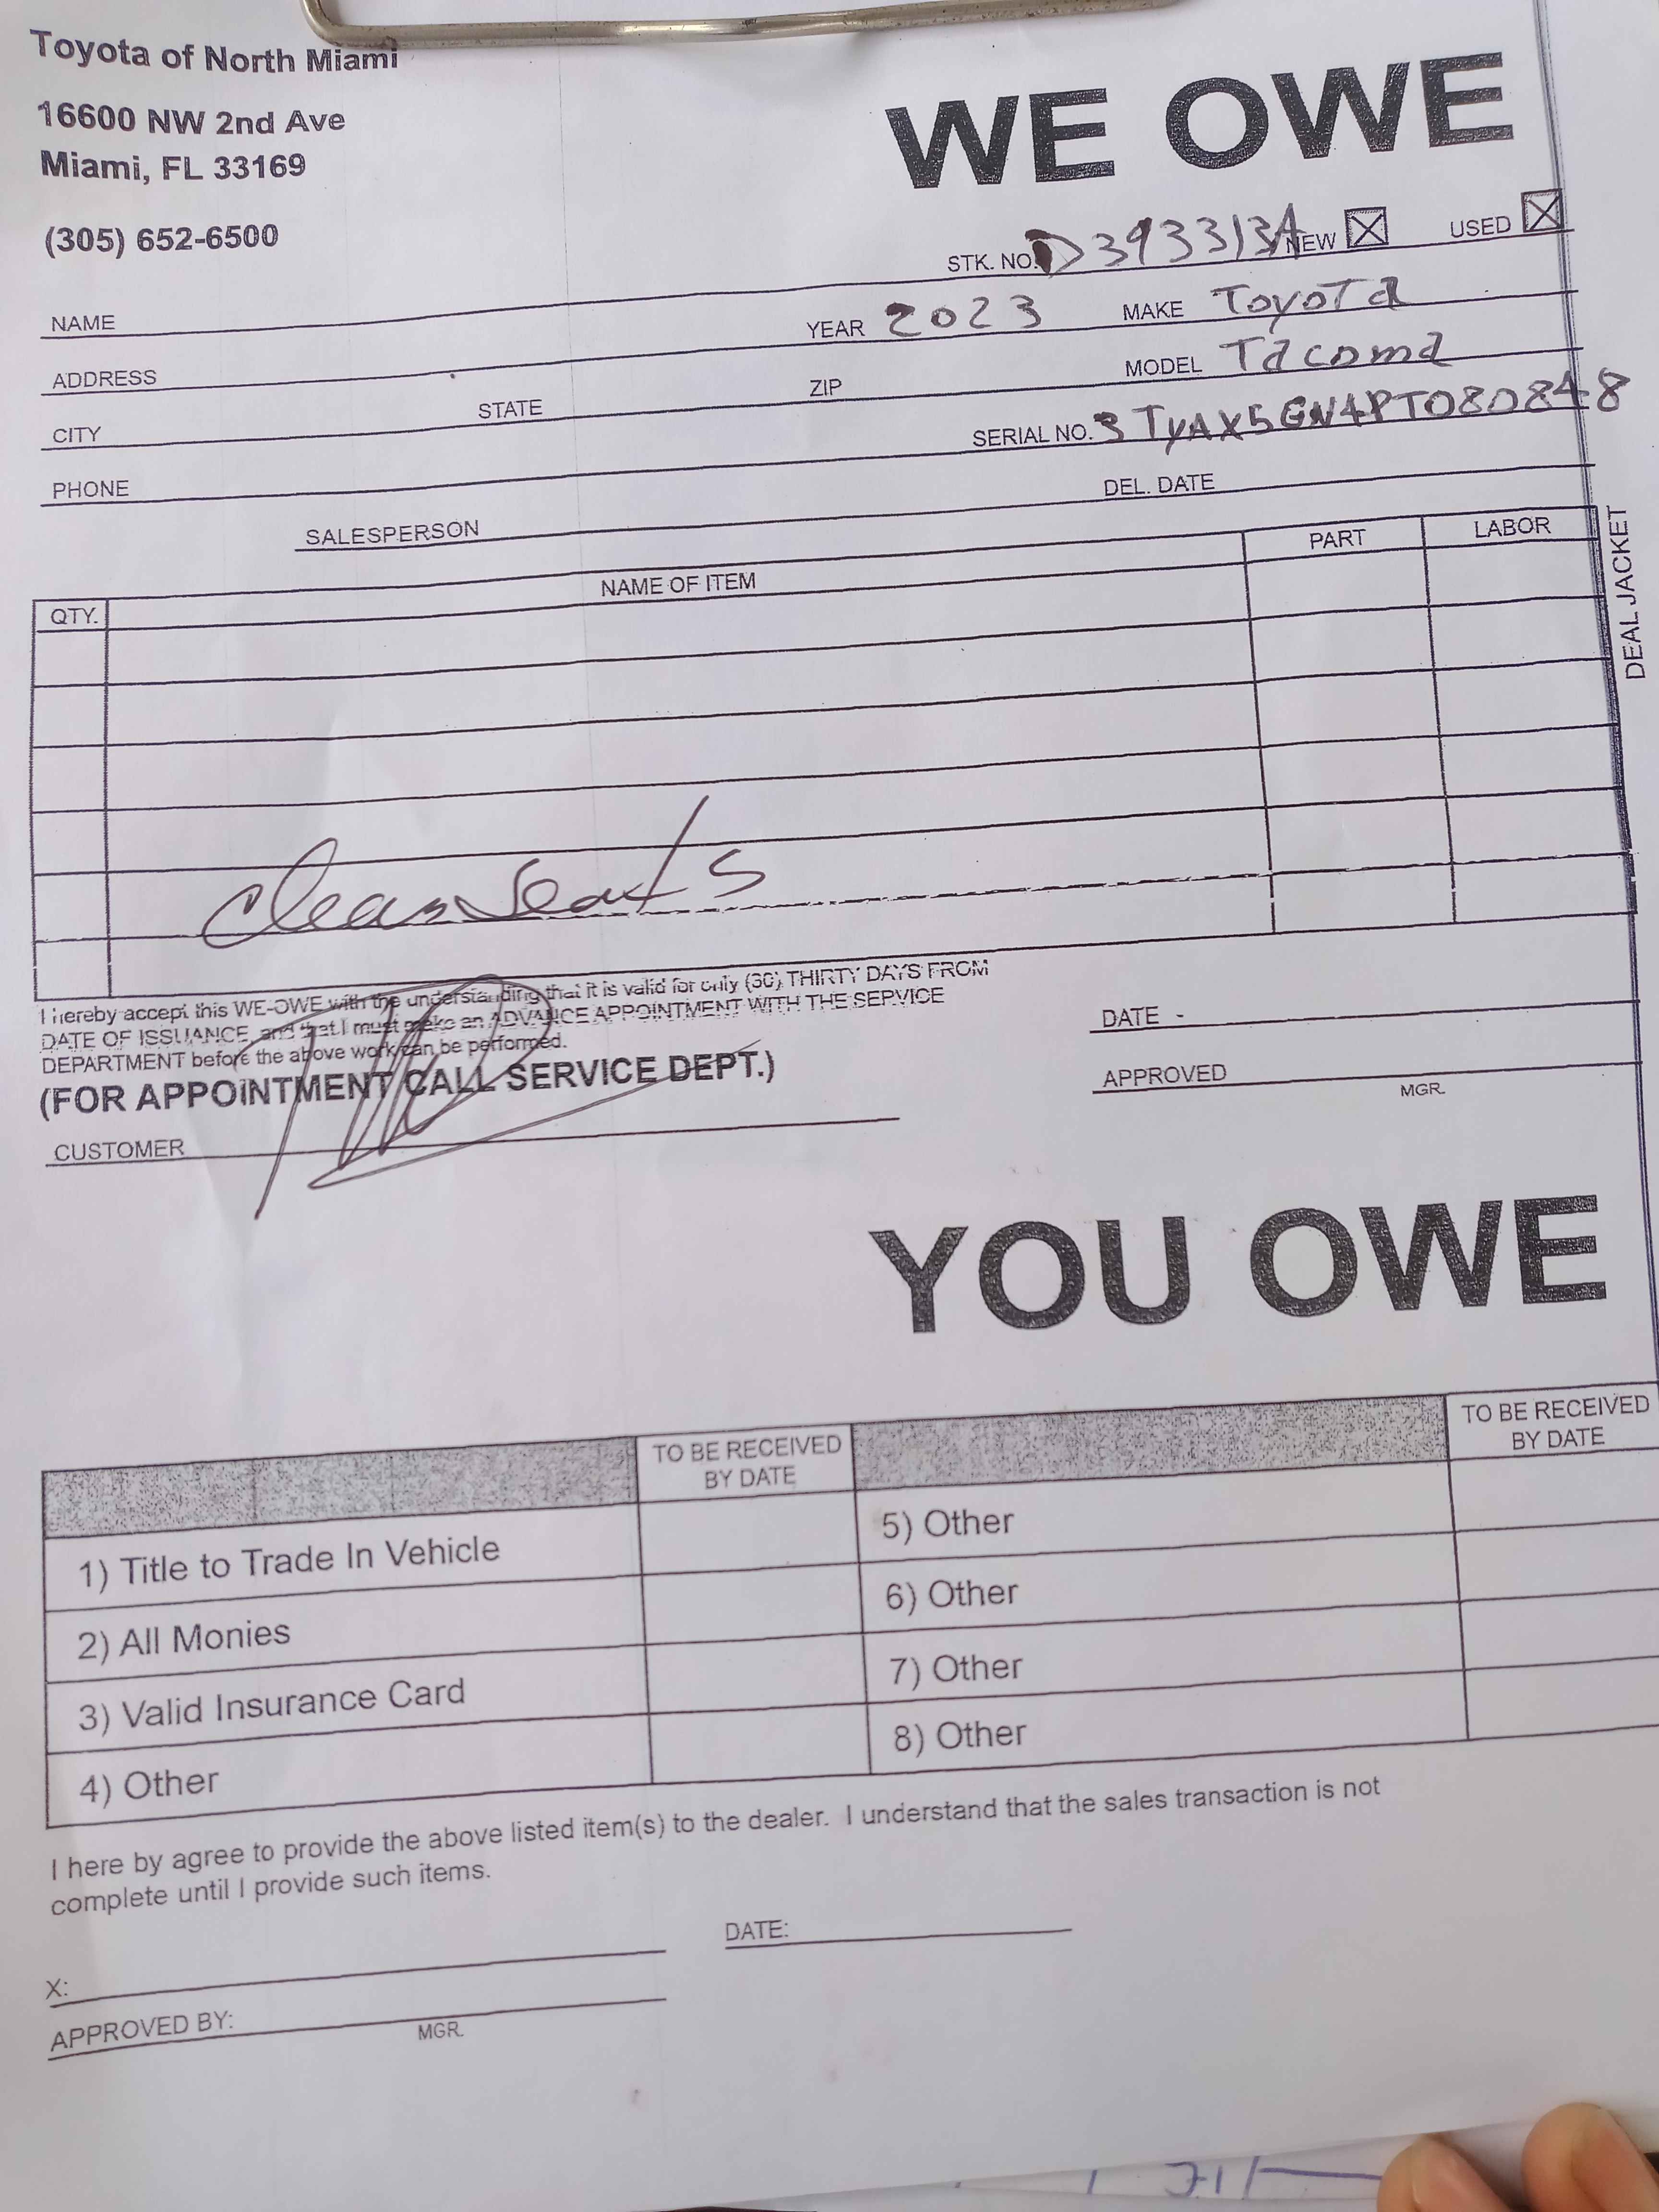 Toyota of North Miami
16600 NW 2nd Ave
Miami, FL 33169
(305) 652-6500
WE OWE
STK. NO. D393313A NEW USED
NAME
YEAR 2023 MAKE Toyota
ADDRESS
MODEL Tacoma
CITY STATE ZIP
SERIAL NO. 3TYAX5GN4PT080848
PHONE
DEL. DATE
SALESPERSON
QTY. NAME OF ITEM PART LABOR
DEAL JACKET
Clean Seats
I hereby accept this WE-OWE with the understanding that it is valid for only (30) THIRTY DAYS FROM
DATE OF ISSUANCE, and that I must make an ADVANCE APPOINTMENT WITH THE SERVICE
DEPARTMENT before the above work can be performed.
(FOR APPOINTMENT CALL SERVICE DEPT.)
DATE -
APPROVED
MGR.
CUSTOMER
YOU OWE
TO BE RECEIVED
BY DATE
TO BE RECEIVED
BY DATE
1) Title to Trade In Vehicle
5) Other
2) All Monies
6) Other
3) Valid Insurance Card
7) Other
4) Other
8) Other
I here by agree to provide the above listed item(s) to the dealer. I understand that the sales transaction is not
complete until I provide such items.
X:
DATE:
APPROVED BY:
MGR.